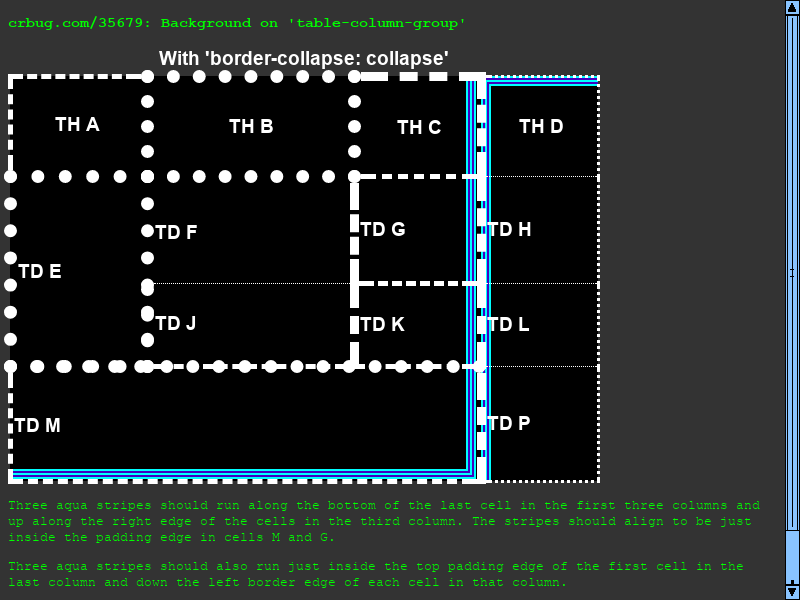 crbug.com/35679: Background on 'table-column-group'
With 'border-collapse: collapse'
TH A TH B TH C TH D
TD E TD F TD G TD H
TD J TD K TD L
TD M TD P
Three aqua stripes should run along the bottom of the last cell in the first three columns and
up along the right edge of the cells in the third column. The stripes should align to be just
inside the padding edge in cells M and G.
Three aqua stripes should also run just inside the top padding edge of the first cell in the
last column and down the left border edge of each cell in that column.